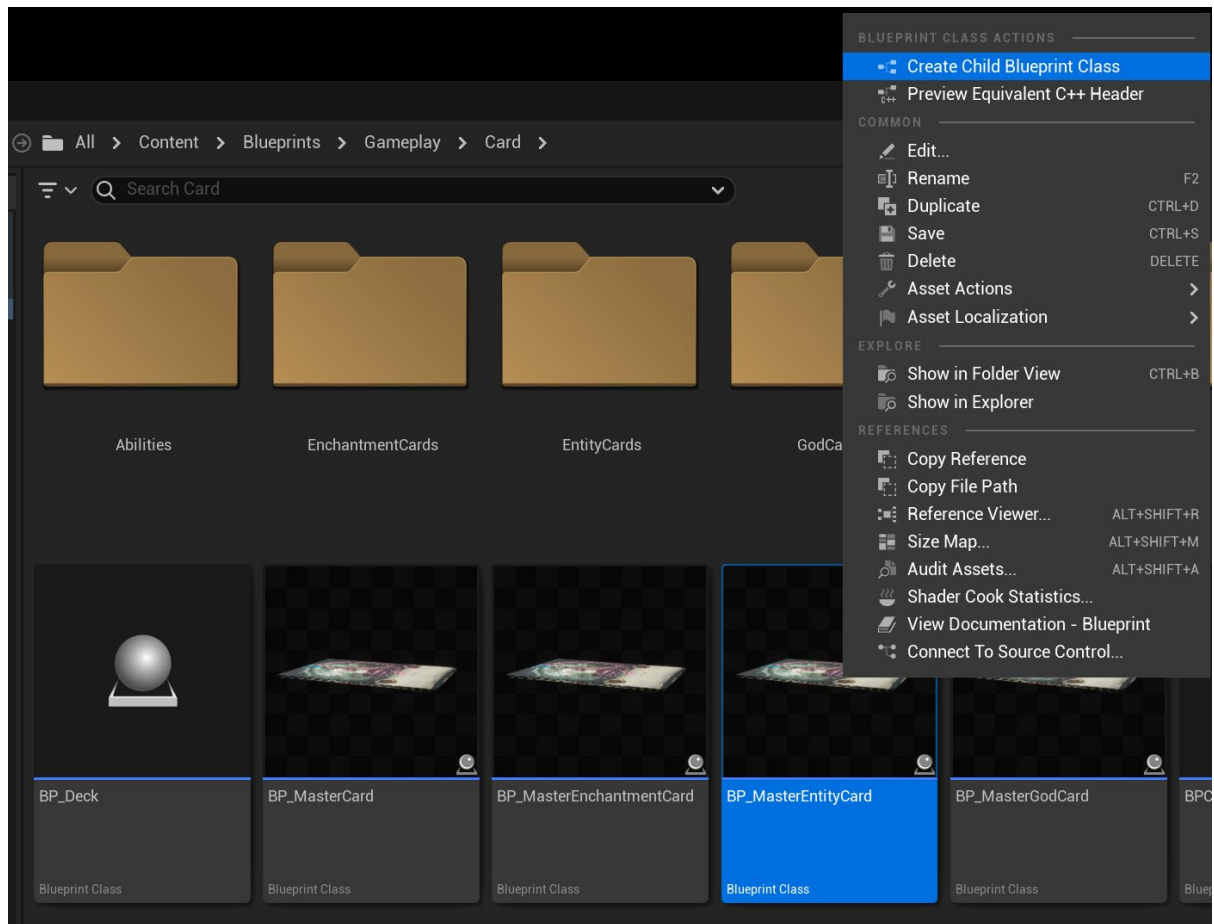 All > Content > Blueprints > Gameplay > Card >
Search Card
Abilities
EnchantmentCards
EntityCards
GodCa
BP_Deck
Blueprint Class
BP_MasterCard
Blueprint Class
BP_MasterEnchantmentCard
Blueprint Class
BP_MasterEntityCard
Blueprint Class
BP_MasterGodCard
Blueprint Class
BPC
Bluep
BLUEPRINT CLASS ACTIONS
Create Child Blueprint Class
C++ Preview Equivalent C++ Header
COMMON
Edit...
Rename F2
Duplicate CTRL+D
Save CTRL+S
Delete DELETE
Asset Actions >
Asset Localization >
EXPLORE
Show in Folder View CTRL+B
Show in Explorer
REFERENCES
Copy Reference
Copy File Path
Reference Viewer... ALT+SHIFT+R
Size Map... ALT+SHIFT+M
Audit Assets... ALT+SHIFT+A
Shader Cook Statistics...
View Documentation - Blueprint
Connect To Source Control...